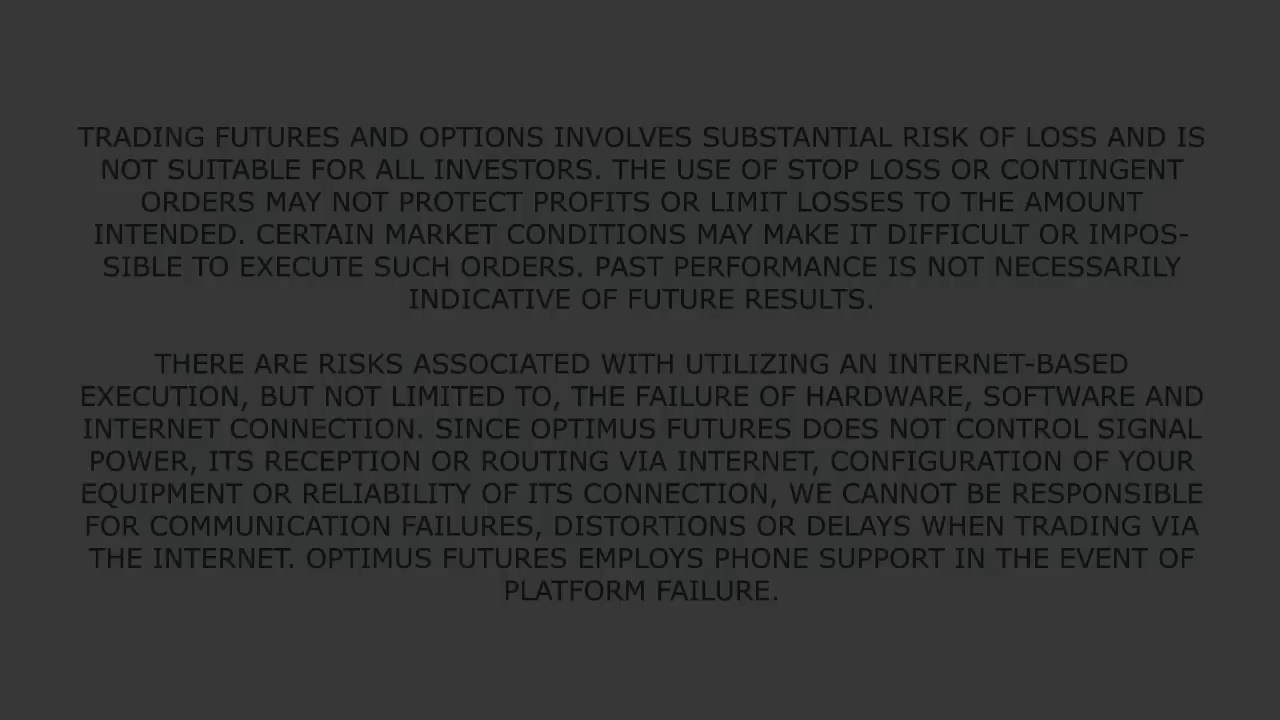 TRADING FUTURES AND OPTIONS INVOLVES SUBSTANTIAL RISK OF LOSS AND IS
NOT SUITABLE FOR ALL INVESTORS. THE USE OF STOP LOSS OR CONTINGENT
ORDERS MAY NOT PROTECT PROFITS OR LIMIT LOSSES TO THE AMOUNT
INTENDED. CERTAIN MARKET CONDITIONS MAY MAKE IT DIFFICULT OR IMPOS-
SIBLE TO EXECUTE SUCH ORDERS. PAST PERFORMANCE IS NOT NECESSARILY
INDICATIVE OF FUTURE RESULTS.
THERE ARE RISKS ASSOCIATED WITH UTILIZING AN INTERNET-BASED
EXECUTION, BUT NOT LIMITED TO, THE FAILURE OF HARDWARE, SOFTWARE AND
INTERNET CONNECTION. SINCE OPTIMUS FUTURES DOES NOT CONTROL SIGNAL
POWER, ITS RECEPTION OR ROUTING VIA INTERNET, CONFIGURATION OF YOUR
EQUIPMENT OR RELIABILITY OF ITS CONNECTION, WE CANNOT BE RESPONSIBLE
FOR COMMUNICATION FAILURES, DISTORTIONS OR DELAYS WHEN TRADING VIA
THE INTERNET. OPTIMUS FUTURES EMPLOYS PHONE SUPPORT IN THE EVENT OF
PLATFORM FAILURE.